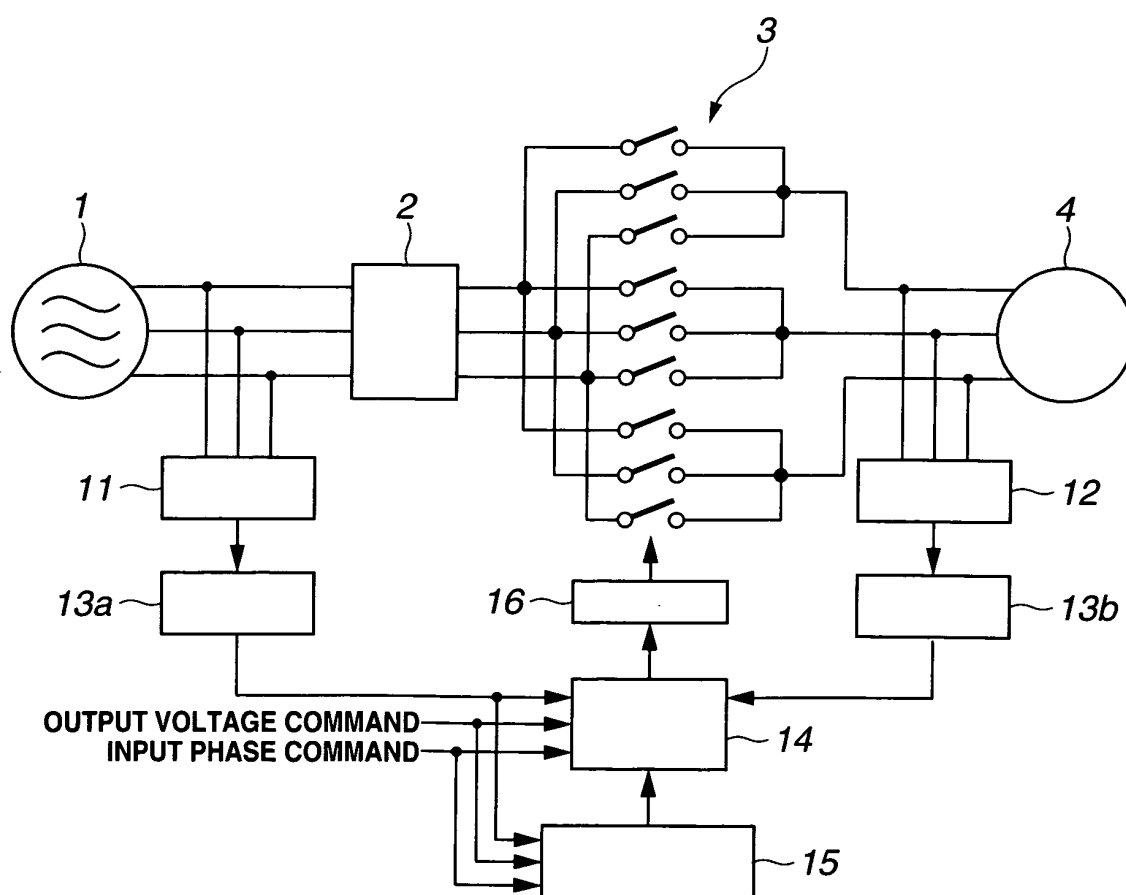 3
1
2
4
11
12
13a
16
13b
OUTPUT VOLTAGE COMMAND
INPUT PHASE COMMAND
14
15